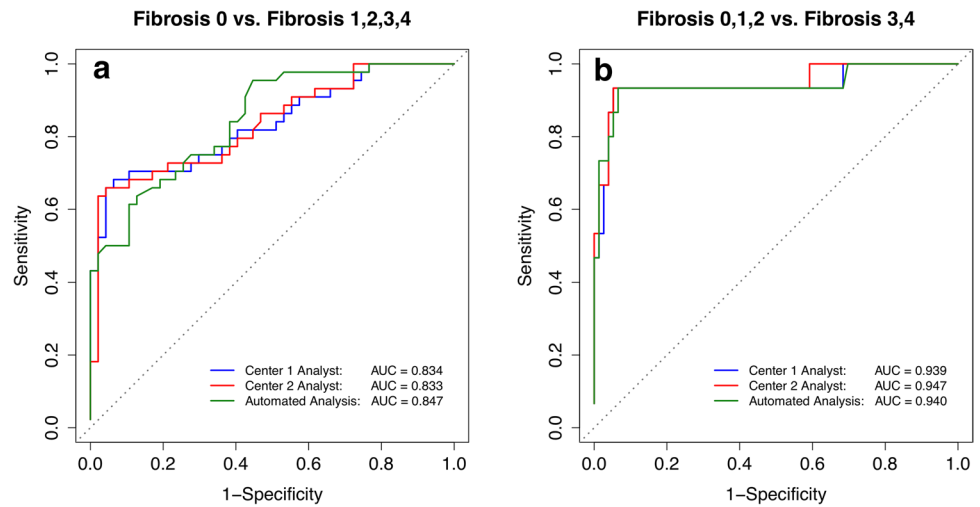 Fibrosis 0 vs. Fibrosis 1,2,3,4
a
Sensitivity
1.0
0.8
0.6
0.4
0.2
0.0
Center 1 Analyst: AUC = 0.834
Center 2 Analyst: AUC = 0.833
Automated Analysis: AUC = 0.847
0.0 0.2 0.4 0.6 0.8 1.0
1−Specificity
Fibrosis 0,1,2 vs. Fibrosis 3,4
b
Sensitivity
1.0
0.8
0.6
0.4
0.2
0.0
Center 1 Analyst: AUC = 0.939
Center 2 Analyst: AUC = 0.947
Automated Analysis: AUC = 0.940
0.0 0.2 0.4 0.6 0.8 1.0
1−Specificity